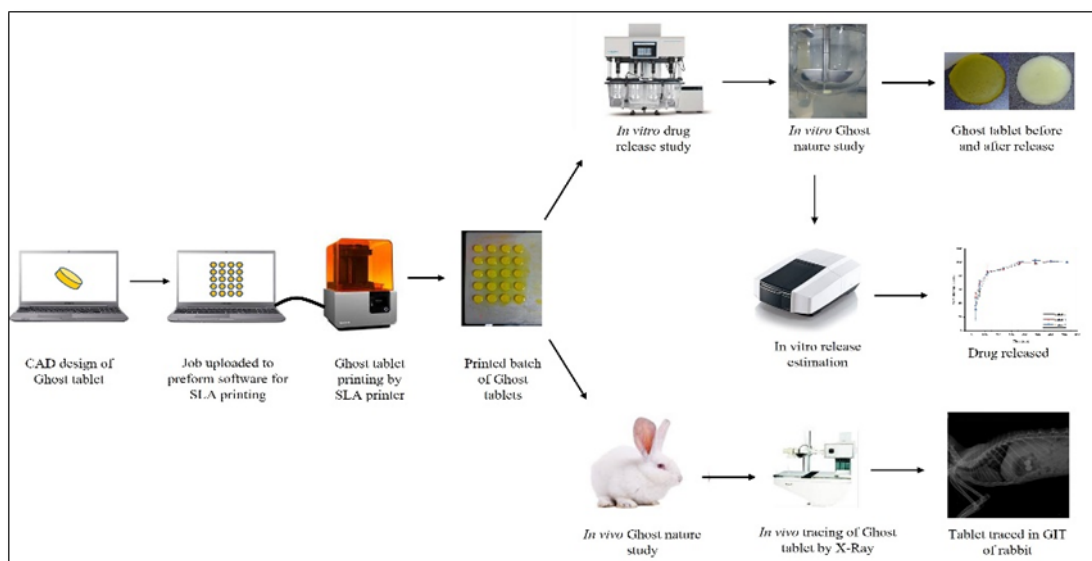 In vitro drug
release study
In vitro Ghost
nature study
Ghost tablet before
and after release
CAD design of
Ghost tablet
Job uploaded to
preform software for
SLA printing
Ghost tablet
printing by
SLA printer
Printed batch
of Ghost
tablets
In vitro release
estimation
Drug released
In vivo Ghost nature
study
In vivo tracing of Ghost
tablet by X-Ray
Tablet traced in GIT
of rabbit